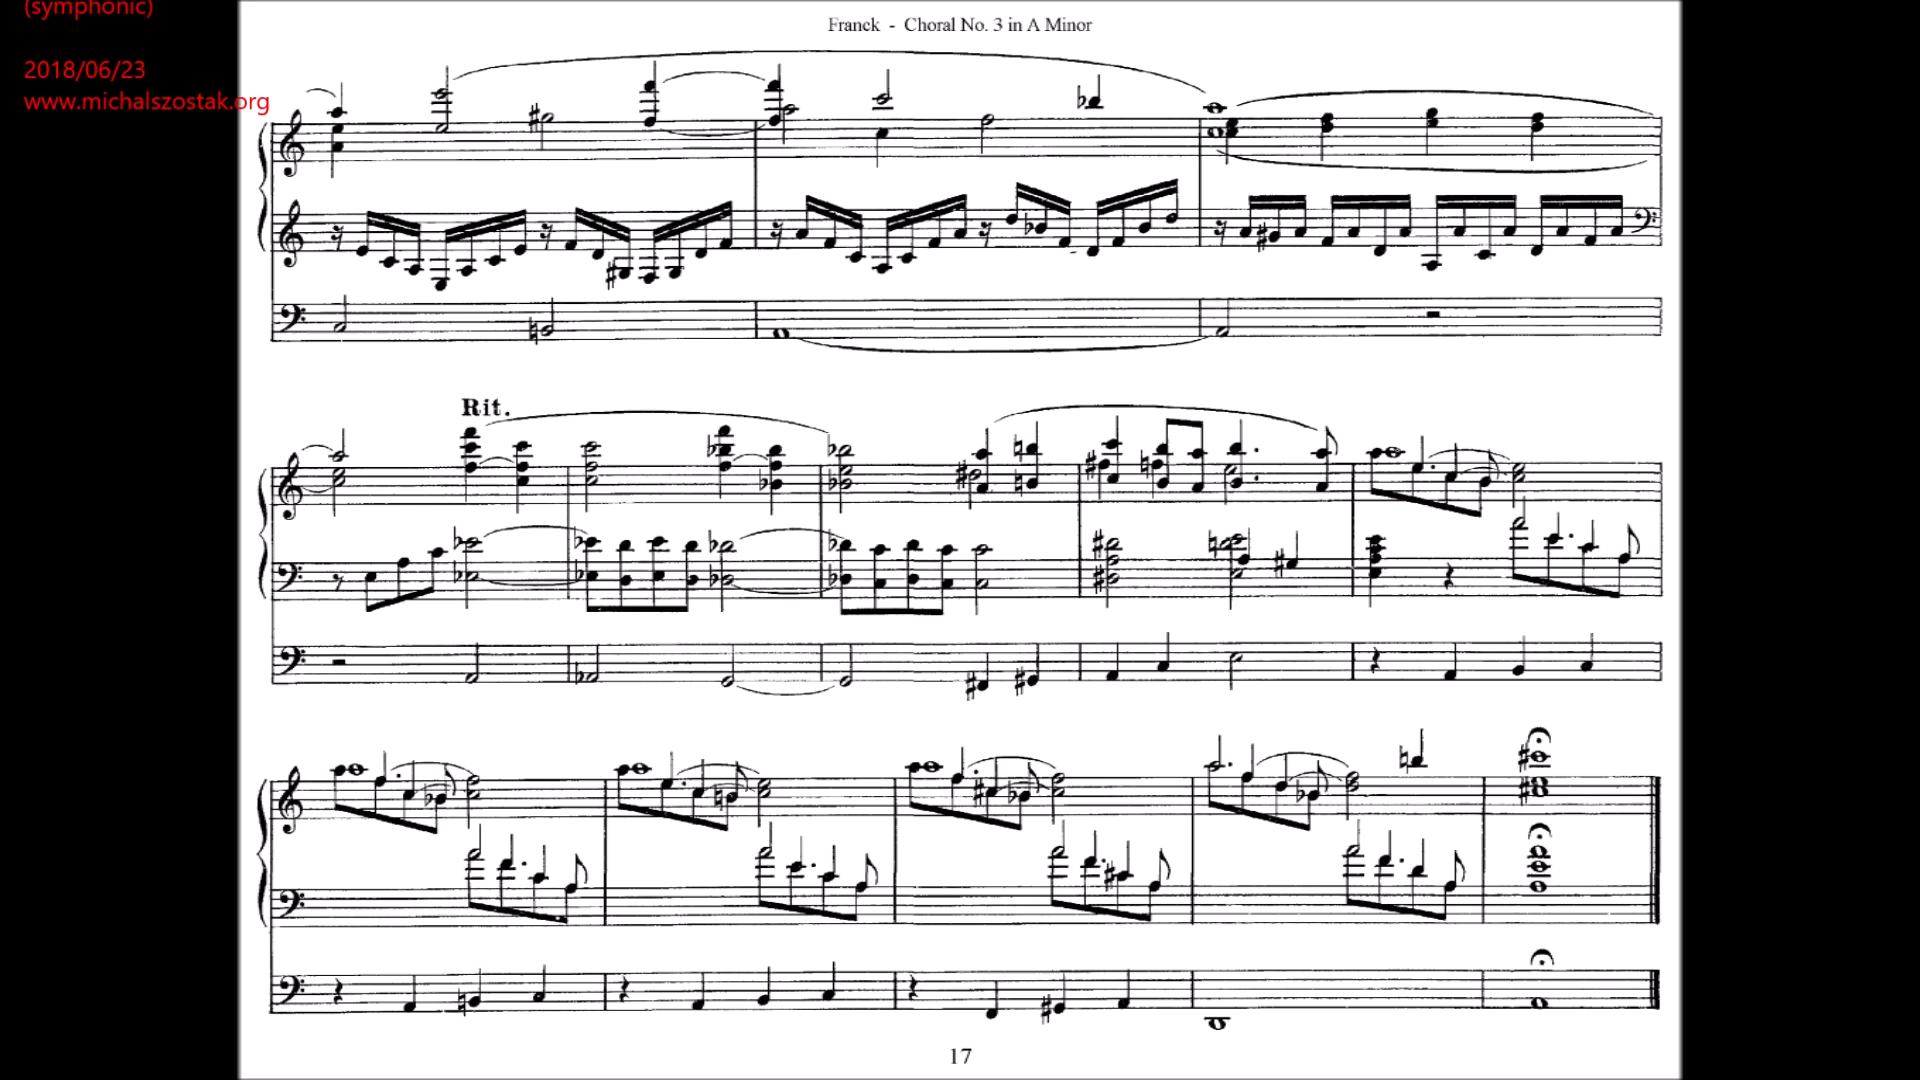 (symphonic)
2018/06/23
www.michalszostak.org
Franck - Choral No. 3 in A Minor
Rit.
17